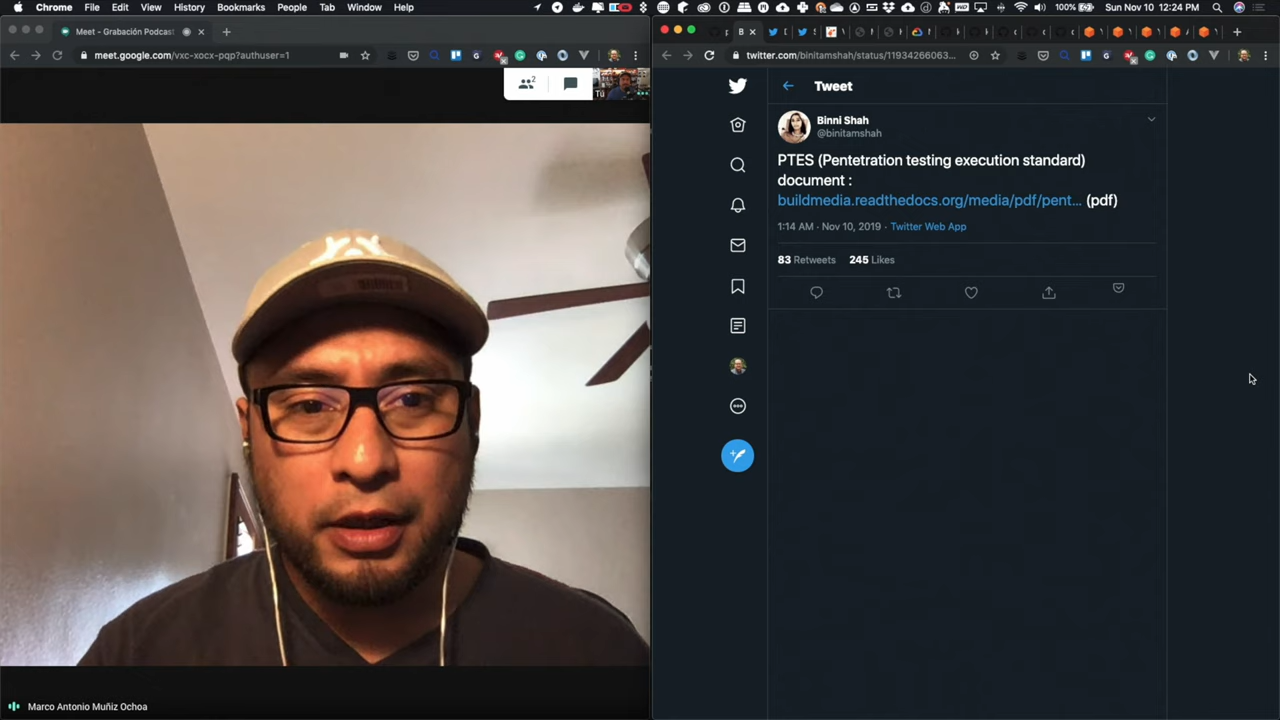 Chrome File Edit View History Bookmarks People Tab Window Help
100% Sun Nov 10 12:24 PM
Meet - Grabación Podcast
meet.google.com/vxc-xocx-pqp?authuser=1
twitter.com/binitamshah/status/11934266063...
2
Tú
Tweet
Binni Shah
@binitamshah
PTES (Pentetration testing execution standard)
document :
buildmedia.readthedocs.org/media/pdf/pent... (pdf)
1:14 AM · Nov 10, 2019 · Twitter Web App
83 Retweets 245 Likes
Marco Antonio Muñiz Ochoa